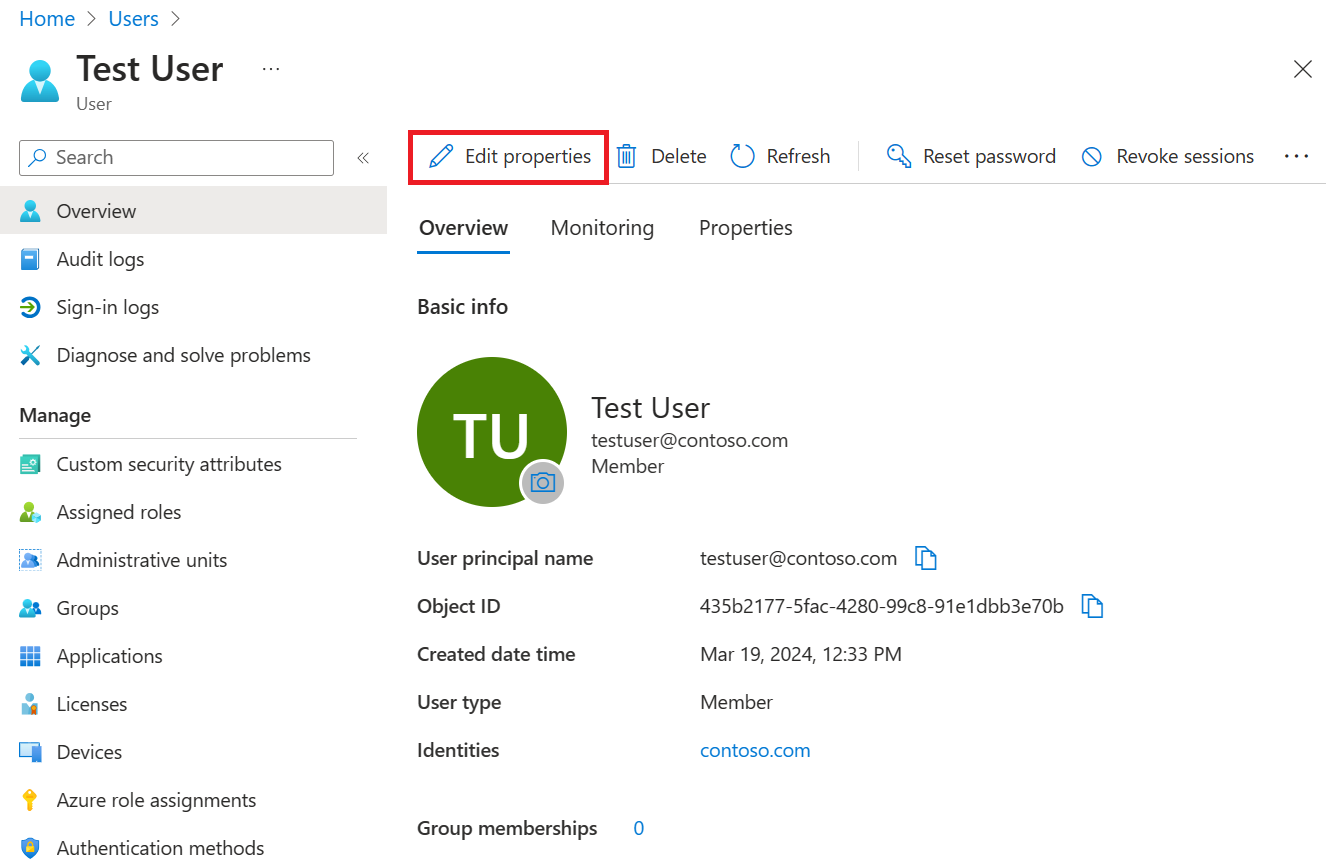 Home > Users >
Test User ...
User
Search «
Edit properties Delete Refresh Reset password Revoke sessions ...
Overview
Audit logs
Sign-in logs
Diagnose and solve problems
Manage
Custom security attributes
Assigned roles
Administrative units
Groups
Applications
Licenses
Devices
Azure role assignments
Authentication methods
Overview Monitoring Properties
Basic info
TU
Test User
testuser@contoso.com
Member
User principal name testuser@contoso.com
Object ID 435b2177-5fac-4280-99c8-91e1dbb3e70b
Created date time Mar 19, 2024, 12:33 PM
User type Member
Identities contoso.com
Group memberships 0